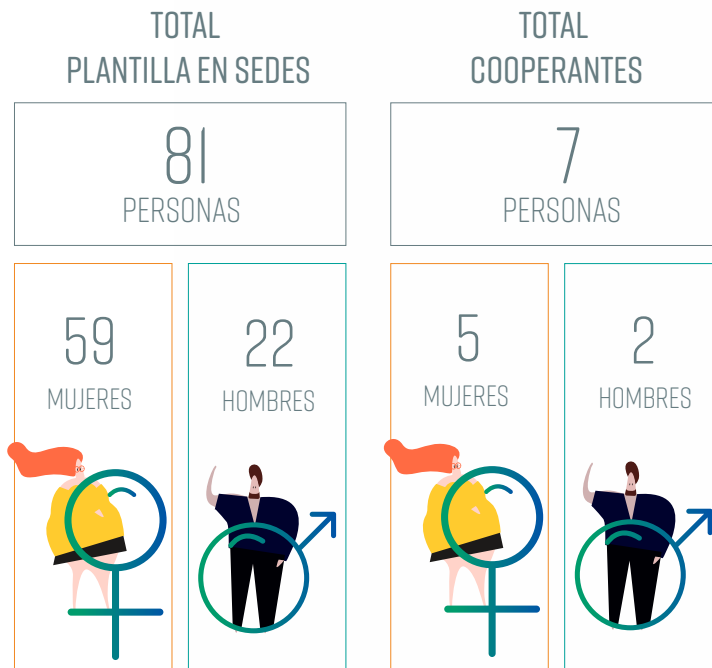 TOTAL
PLANTILLA EN SEDES
81
PERSONAS
59
MUJERES
22
HOMBRES
TOTAL
COOPERANTES
7
PERSONAS
5
MUJERES
2
HOMBRES